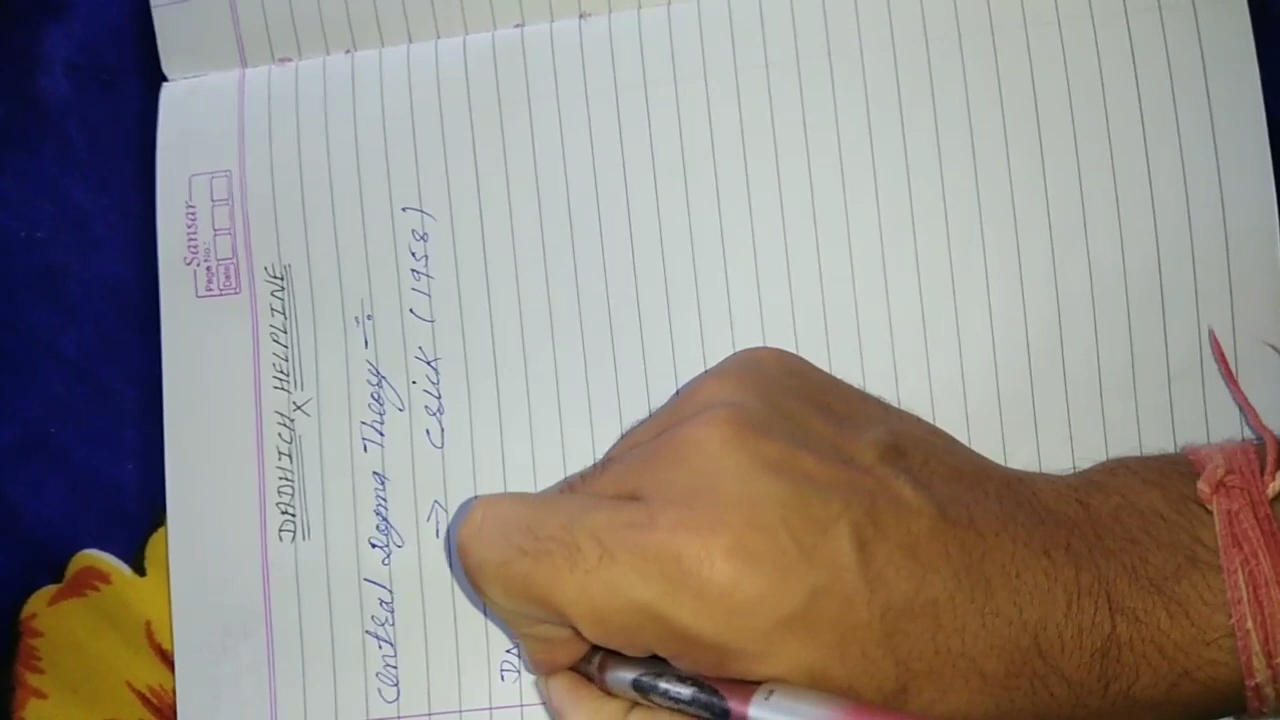 Sansar
Page No.:
Date
DADHICH HELPLINE
X
Central Dogma Theory :-
→ Crick (1958)